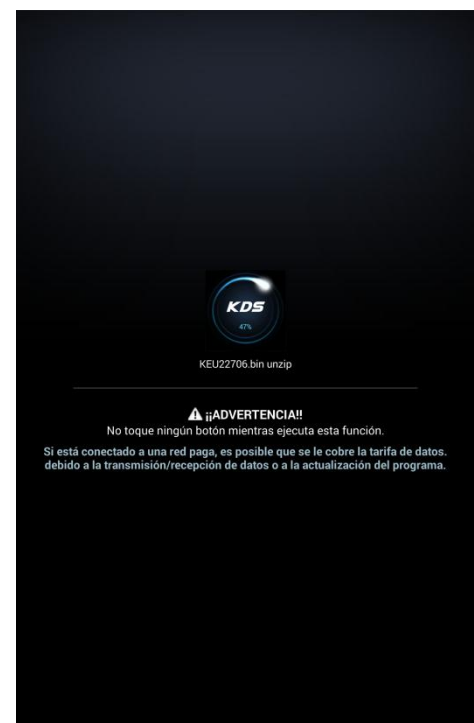 KDS
47%
KEU22706.bin unzip
¡¡ADVERTENCIA!!
No toque ningún botón mientras ejecuta esta función.
Si está conectado a una red paga, es posible que se le cobre la tarifa de datos.
debido a la transmisión/recepción de datos o a la actualización del programa.